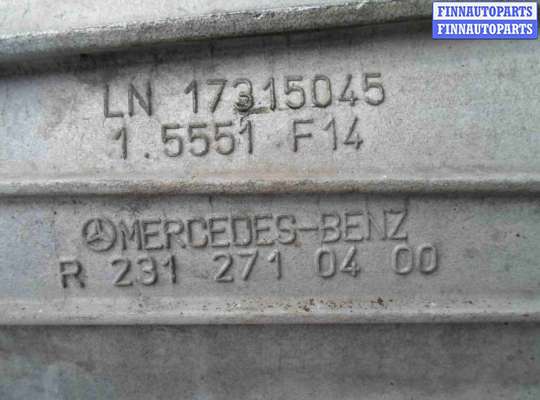 FINNAUTOPARTS
FINNAUTOPARTS
LN 17315045
1.5551 F14
MERCEDES-BENZ
R 231 271 04 00